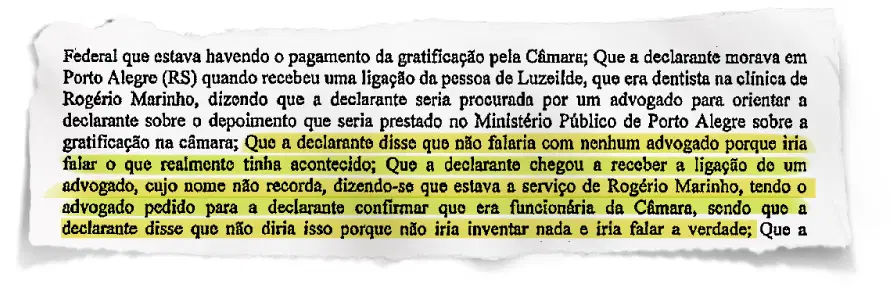 Federal que estava havendo o pagamento da gratificação pela Câmara; Que a declarante morava em
Porto Alegre (RS) quando recebeu uma ligação da pessoa de Luzeilde, que era dentista na clínica de
Rogério Marinho, dizendo que a declarante seria procurada por um advogado para orientar a
declarante sobre o depoimento que seria prestado no Ministério Público de Porto Alegre sobre a
gratificação na câmara; Que a declarante disse que não falaria com nenhum advogado porque iria
falar o que realmente tinha acontecido; Que a declarante chegou a receber a ligação de um
advogado, cujo nome não recorda, dizendo-se que estava a serviço de Rogério Marinho, tendo o
advogado pedido para a declarante confirmar que era funcionária da Câmara, sendo que a
declarante disse que não diria isso porque não iria inventar nada e iria falar a verdade; Que a